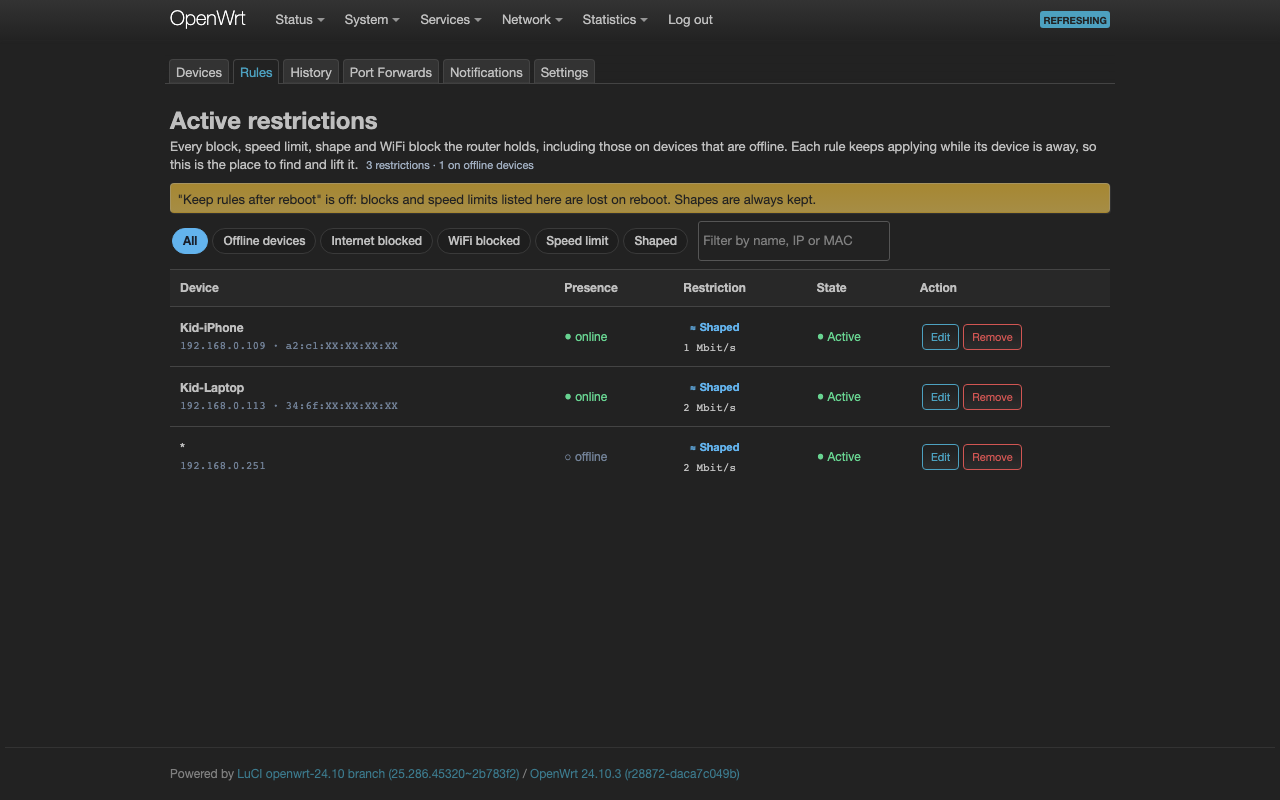 OpenWrt Status System Services Network Statistics Log out REFRESHING
Devices Rules History Port Forwards Notifications Settings
Active restrictions
Every block, speed limit, shape and WiFi block the router holds, including those on devices that are offline. Each rule keeps applying while its device is away, so
this is the place to find and lift it. 3 restrictions · 1 on offline devices
"Keep rules after reboot" is off: blocks and speed limits listed here are lost on reboot. Shapes are always kept.
All Offline devices Internet blocked WiFi blocked Speed limit Shaped Filter by name, IP or MAC
Device Presence Restriction State Action
Kid-iPhone
192.168.0.109 · a2:c1:XX:XX:XX:XX
● online
≈ Shaped
1 Mbit/s
● Active
Edit Remove
Kid-Laptop
192.168.0.113 · 34:6f:XX:XX:XX:XX
● online
≈ Shaped
2 Mbit/s
● Active
Edit Remove
*
192.168.0.251
○ offline
≈ Shaped
2 Mbit/s
● Active
Edit Remove
Powered by LuCI openwrt-24.10 branch (25.286.45320~2b783f2) / OpenWrt 24.10.3 (r28872-daca7c049b)